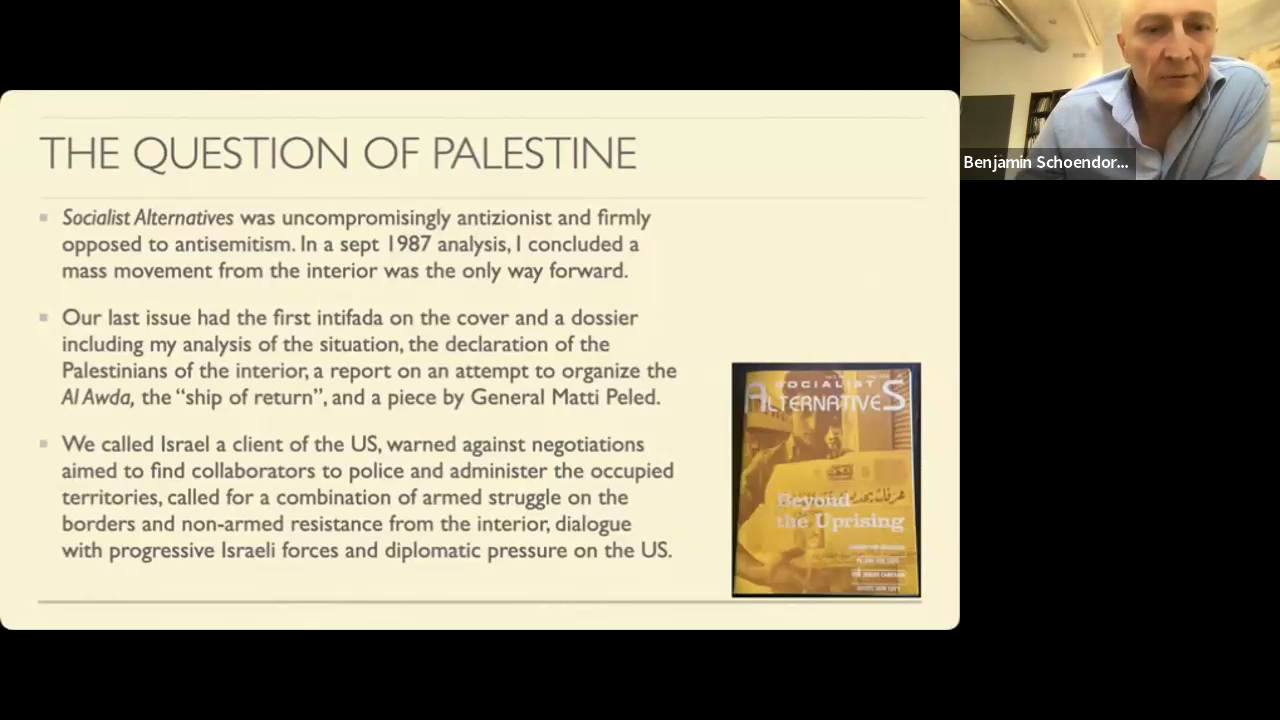 THE QUESTION OF PALESTINE
Socialist Alternatives was uncompromisingly antizionist and firmly
opposed to antisemitism. In a sept 1987 analysis, I concluded a
mass movement from the interior was the only way forward.
Our last issue had the first intifada on the cover and a dossier
including my analysis of the situation, the declaration of the
Palestinians of the interior, a report on an attempt to organize the
Al Awda, the “ship of return”, and a piece by General Matti Peled.
We called Israel a client of the US, warned against negotiations
aimed to find collaborators to police and administer the occupied
territories, called for a combination of armed struggle on the
borders and non-armed resistance from the interior, dialogue
with progressive Israeli forces and diplomatic pressure on the US.
SOCIALIST
ALTERNATIVES
Beyond
the Uprising
Benjamin Schoendor...